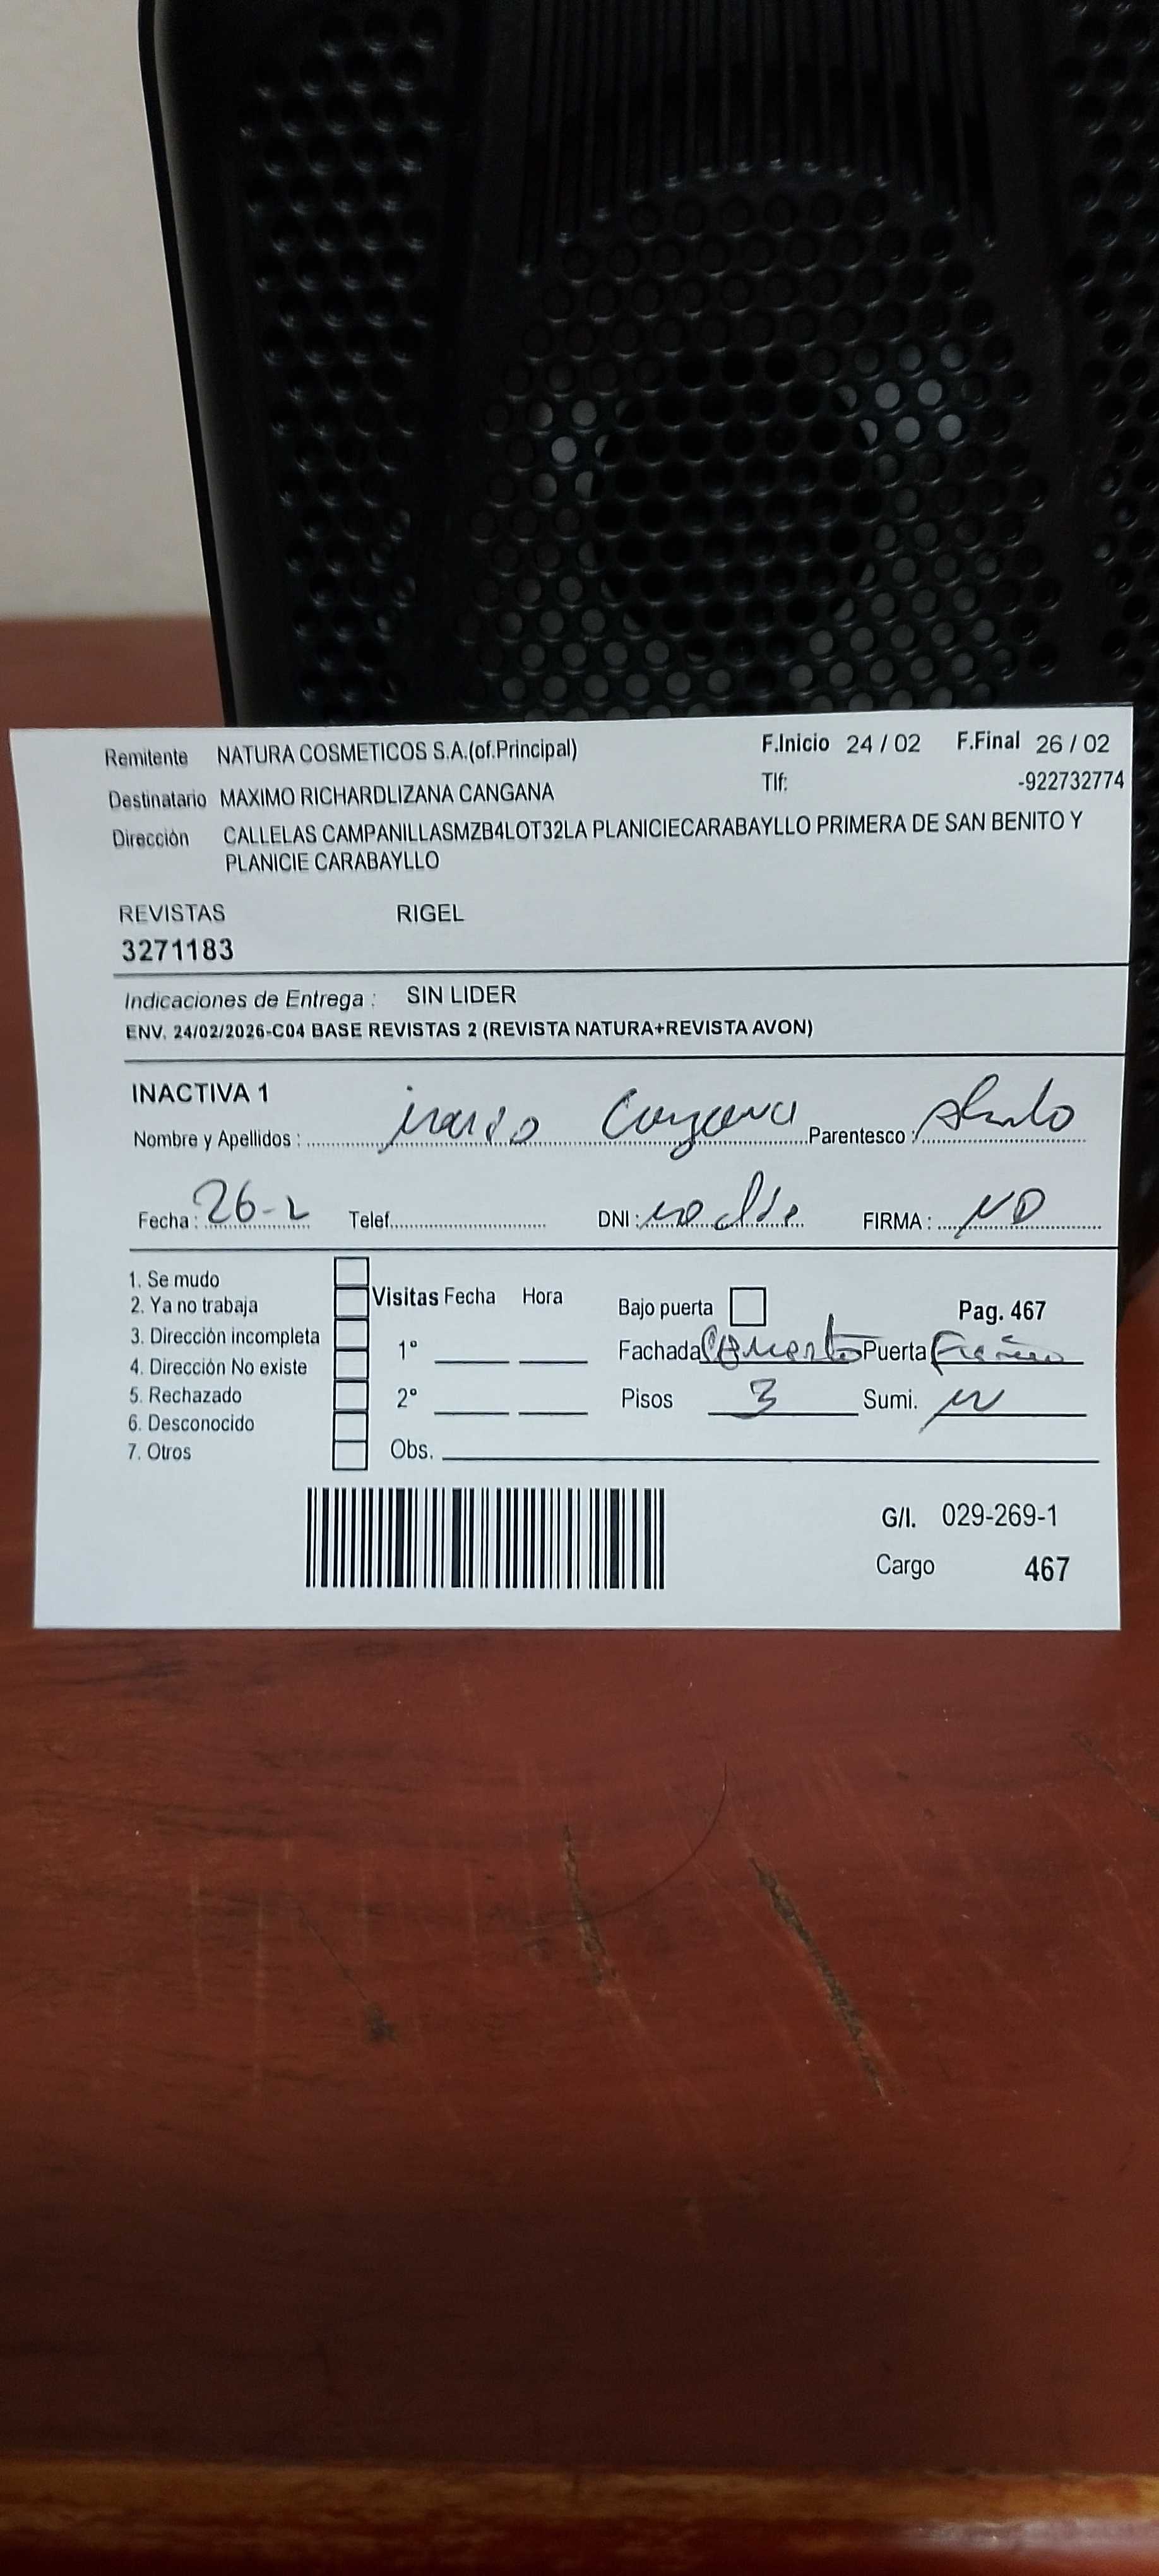 Remitente NATURA COSMETICOS S.A.(of.Principal) F.Inicio 24 / 02 F.Final 26 / 02
Tlf: -922732774
Destinatario MAXIMO RICHARDLIZANA CANGANA
Dirección CALLELAS CAMPANILLASMZB4LOT32LA PLANICIECARABAYLLO PRIMERA DE SAN BENITO Y
PLANICIE CARABAYLLO
REVISTAS RIGEL
3271183
Indicaciones de Entrega : SIN LIDER
ENV. 24/02/2026-C04 BASE REVISTAS 2 (REVISTA NATURA+REVISTA AVON)
INACTIVA 1
Nombre y Apellidos : Cangana Parentesco :
Fecha : 26-2 Telef. DNI : no FIRMA : NO
1. Se mudo
2. Ya no trabaja Visitas Fecha Hora Bajo puerta Pag. 467
3. Dirección incompleta 1° Fachada Puerta
4. Dirección No existe
5. Rechazado 2° Pisos 3 Sumi.
6. Desconocido
7. Otros Obs.
G/I. 029-269-1
Cargo 467